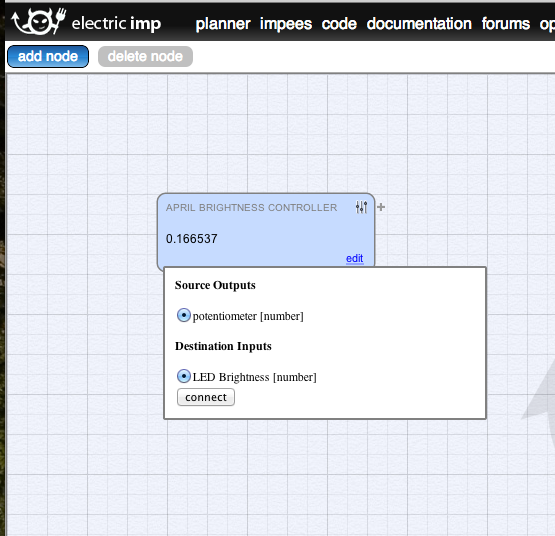 electric imp planner impees code documentation forums op
add node delete node
APRIL BRIGHTNESS CONTROLLER
0.166537
edit
Source Outputs
potentiometer [number]
Destination Inputs
LED Brightness [number]
connect